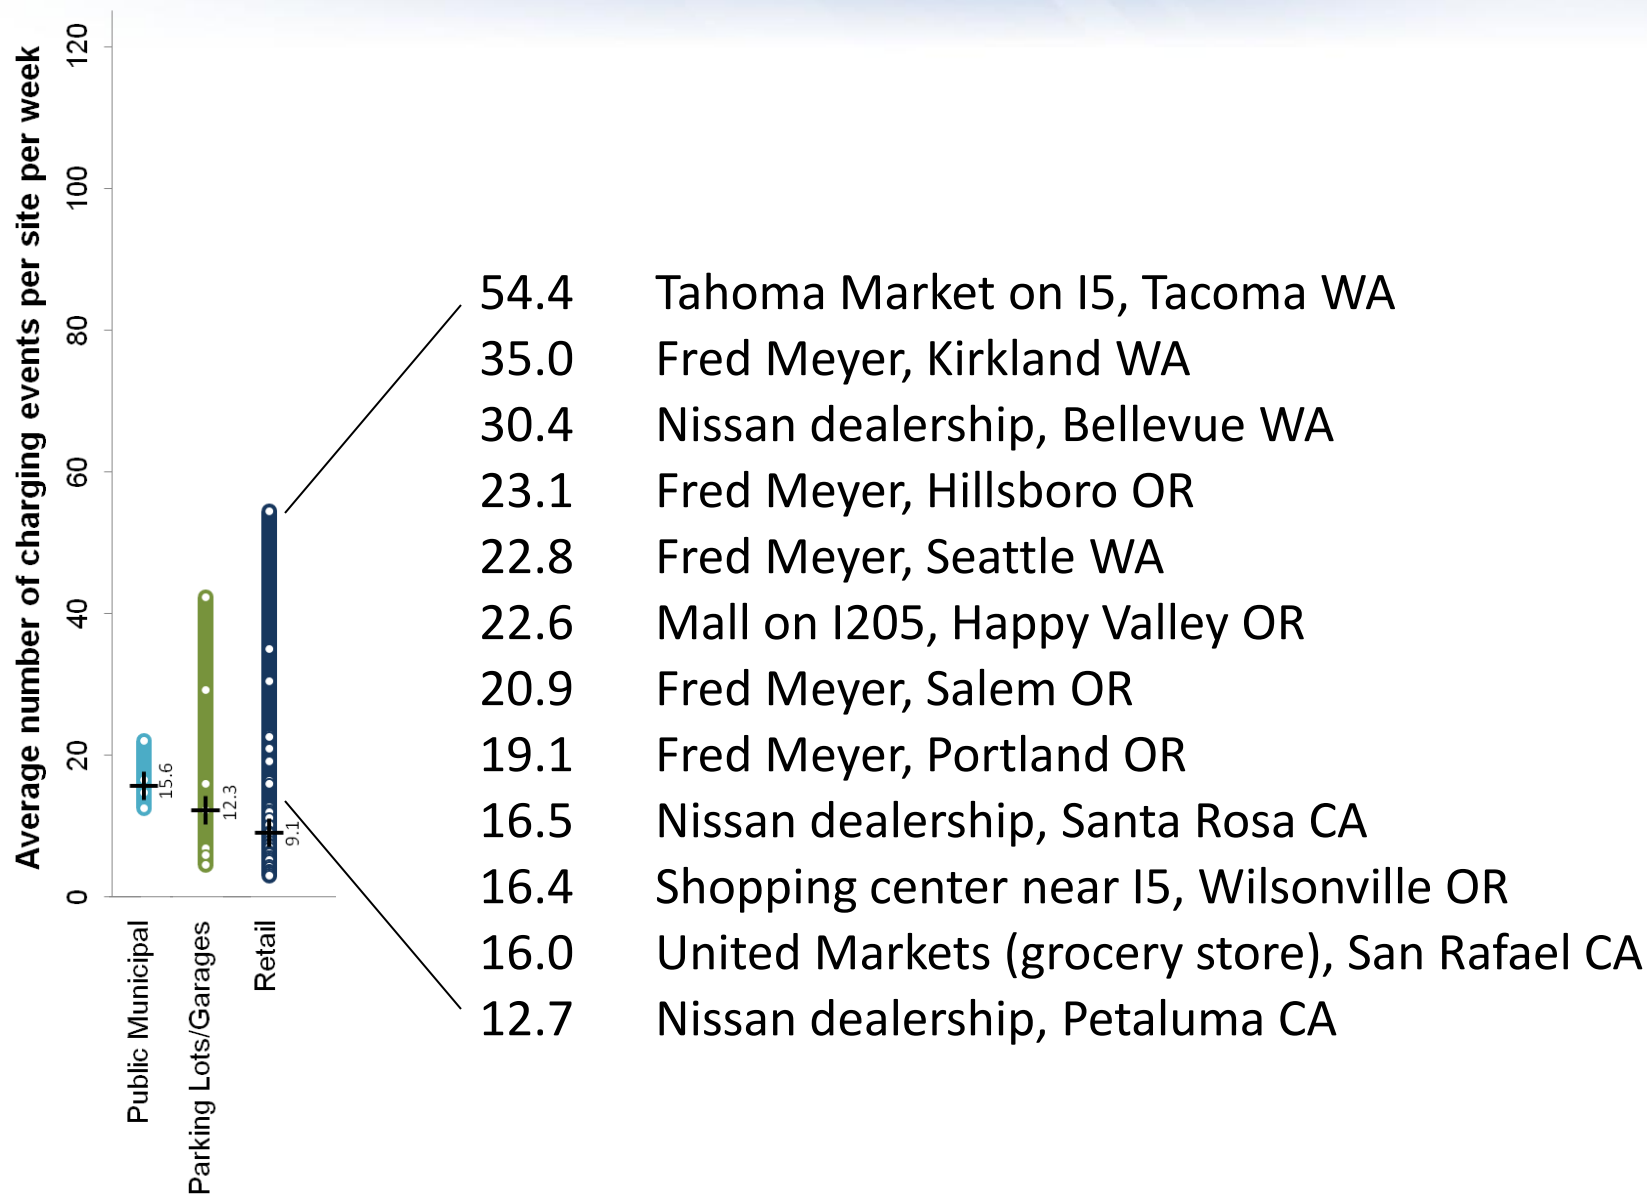 Average number of charging events per site per week
120
100
80
60
40
20
0
15.6
12.3
9.1
Public Municipal
Parking Lots/Garages
Retail
54.4 Tahoma Market on I5, Tacoma WA
35.0 Fred Meyer, Kirkland WA
30.4 Nissan dealership, Bellevue WA
23.1 Fred Meyer, Hillsboro OR
22.8 Fred Meyer, Seattle WA
22.6 Mall on I205, Happy Valley OR
20.9 Fred Meyer, Salem OR
19.1 Fred Meyer, Portland OR
16.5 Nissan dealership, Santa Rosa CA
16.4 Shopping center near I5, Wilsonville OR
16.0 United Markets (grocery store), San Rafael CA
12.7 Nissan dealership, Petaluma CA